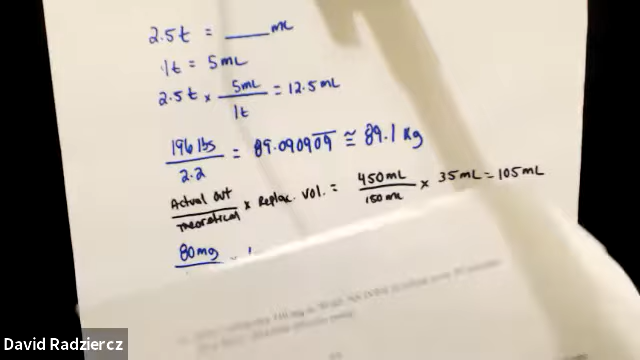 2.5t = ____ mL
1t = 5mL
2.5t x 5mL/1t = 12.5mL
196 lbs/2.2 = 89.090909 ≅ 89.1 kg
Actual out/theoretical x Replac. Vol. = 450mL/150mL x 35mL = 105mL
80mg
David Radziercz